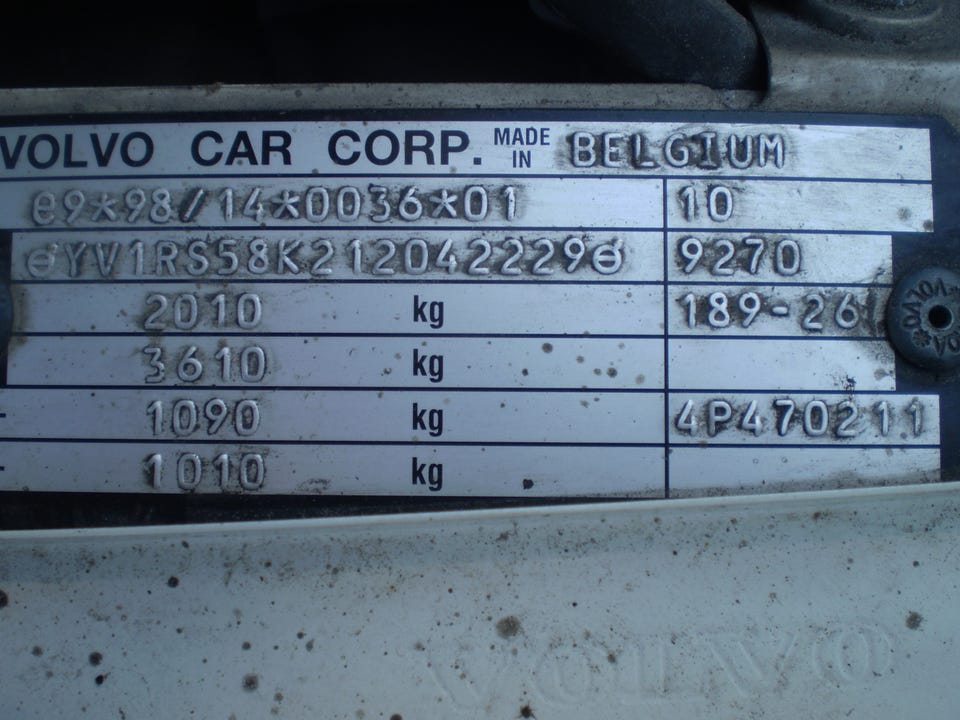 VOLVO CAR CORP. MADE IN BELGIUM
e9*98/14*0036*01 10
YV1RS58K212042229 9270
2010 kg 189-26
3610 kg
1090 kg 4P470211
1010 kg
VOLVO
VOLVO